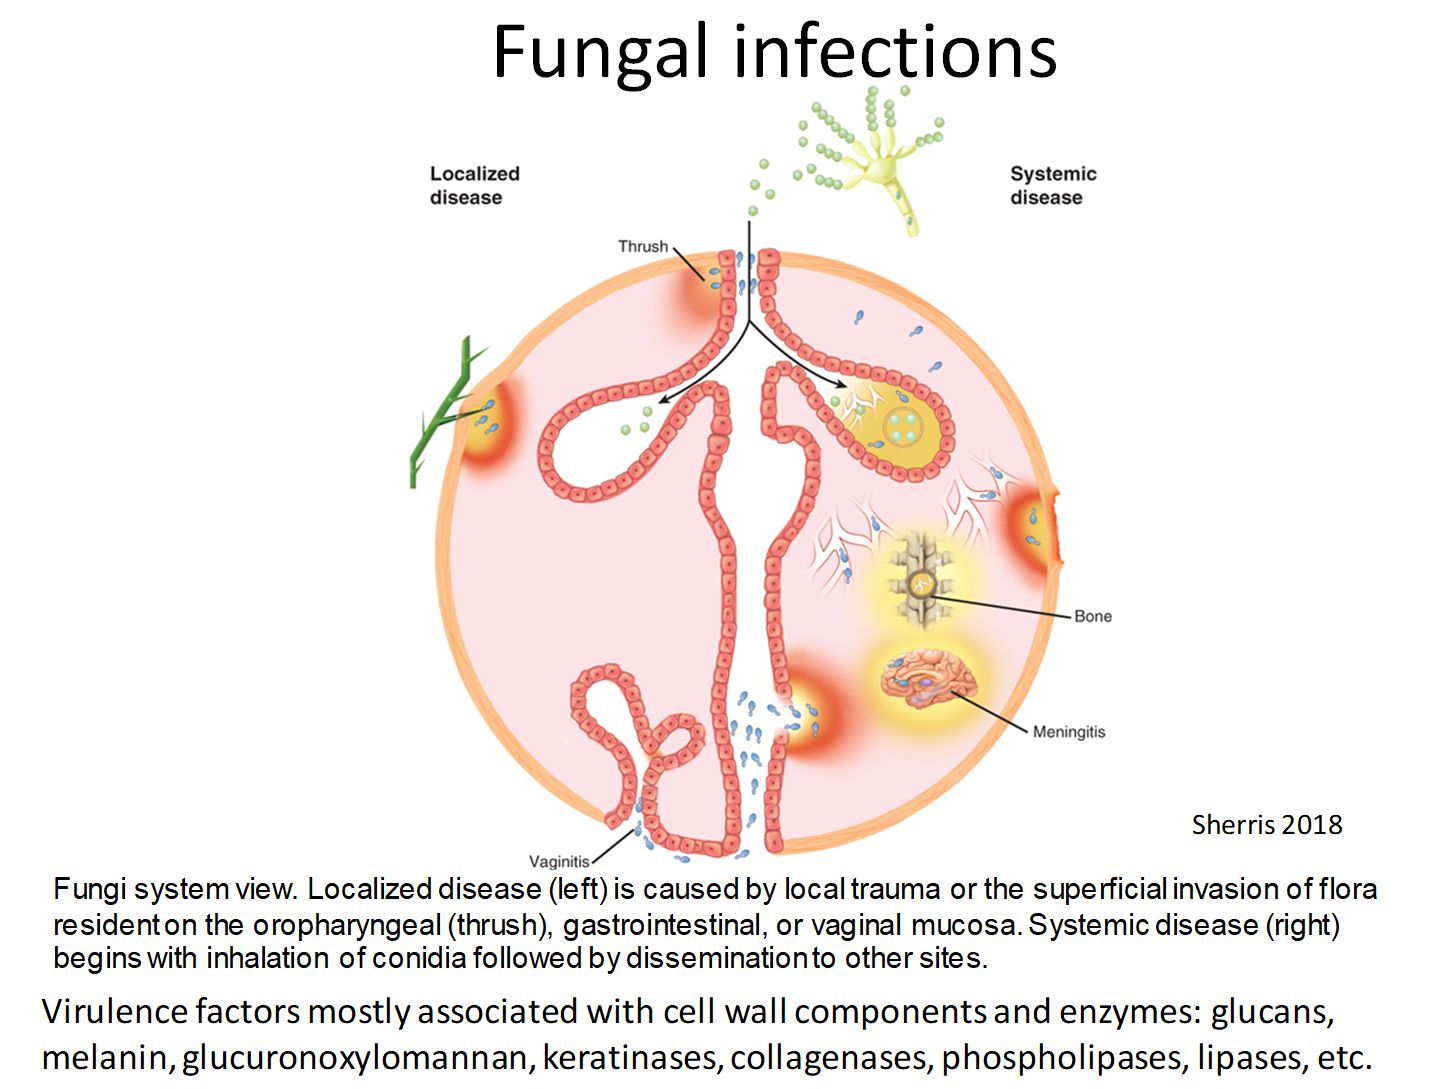 Fungal infections
Localized
disease
Systemic
disease
Thrush
Bone
Meningitis
Sherris 2018
Vaginitis
Fungi system view. Localized disease (left) is caused by local trauma or the superficial invasion of flora
resident on the oropharyngeal (thrush), gastrointestinal, or vaginal mucosa. Systemic disease (right)
begins with inhalation of conidia followed by dissemination to other sites.
Virulence factors mostly associated with cell wall components and enzymes: glucans,
melanin, glucuronoxylomannan, keratinases, collagenases, phospholipases, lipases, etc.